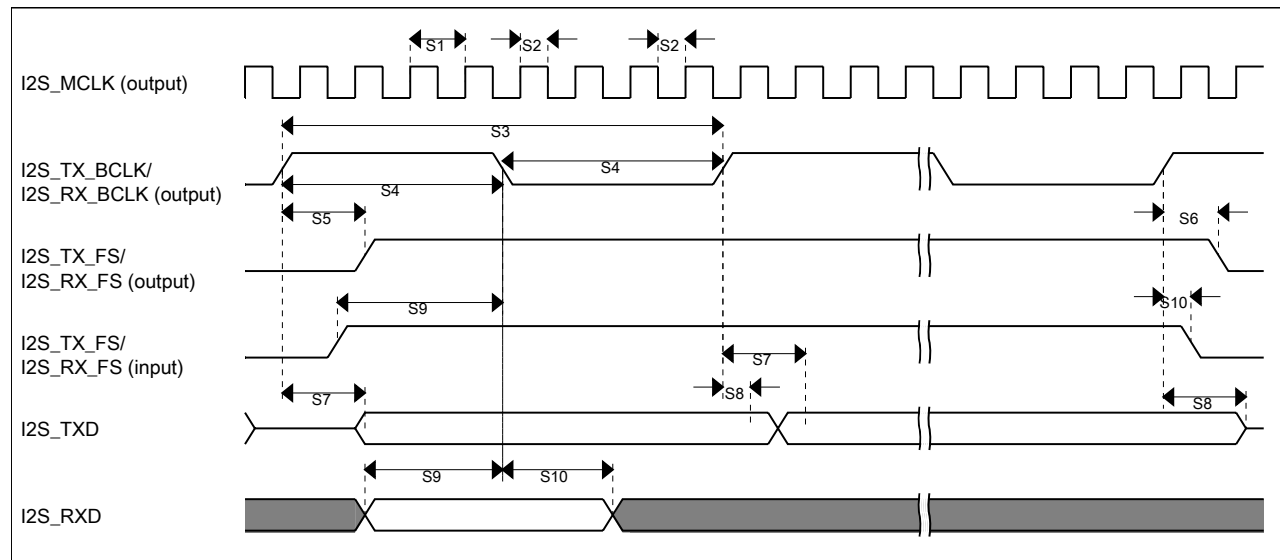 S1 S2 S2
I2S_MCLK (output)
S3
I2S_TX_BCLK/
I2S_RX_BCLK (output)
S4
S4
S5
S6
I2S_TX_FS/
I2S_RX_FS (output)
S9
S10
I2S_TX_FS/
I2S_RX_FS (input)
S7
S7
S8
S8
I2S_TXD
S9
S10
I2S_RXD